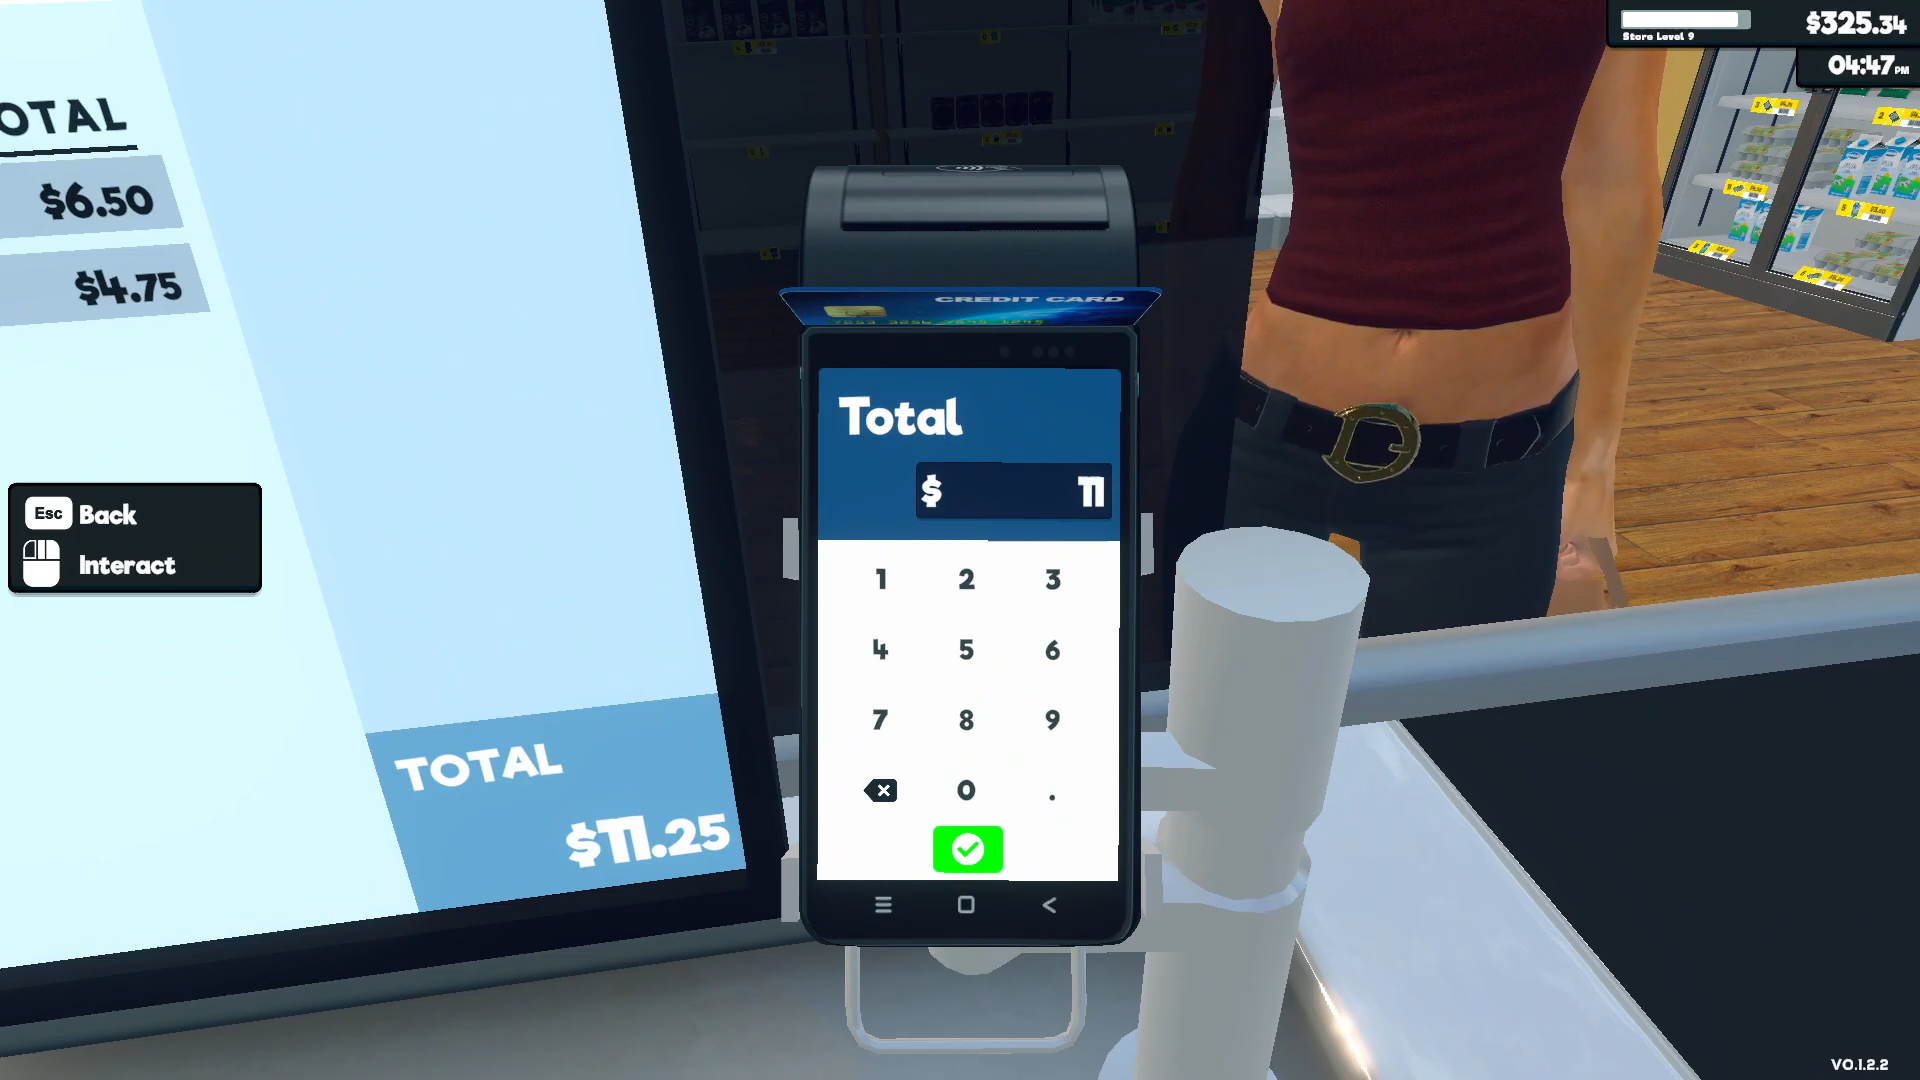 $325.34
Store Level 9
04:47PM
OTAL
$6.50
$4.75
CREDIT CARD
Total
$ 11
Esc Back
Interact
1 2 3
4 5 6
7 8 9
0 .
TOTAL
$11.25
V0.1.2.2